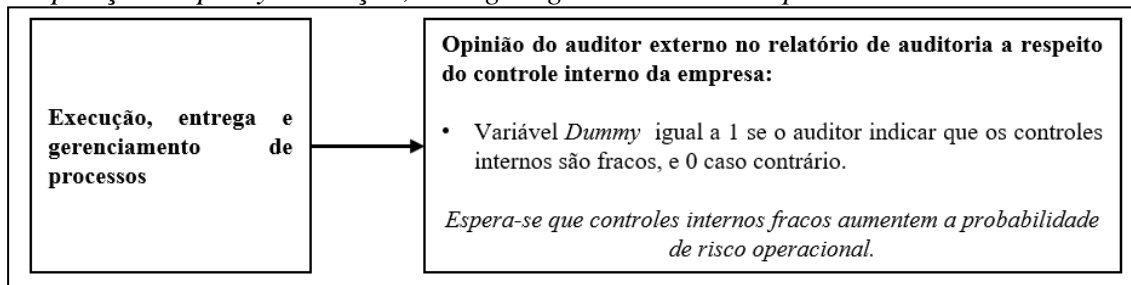 Execução, entrega e
gerenciamento de
processos
Opinião do auditor externo no relatório de auditoria a respeito
do controle interno da empresa:
• Variável Dummy igual a 1 se o auditor indicar que os controles
internos são fracos, e 0 caso contrário.
Espera-se que controles internos fracos aumentem a probabilidade
de risco operacional.